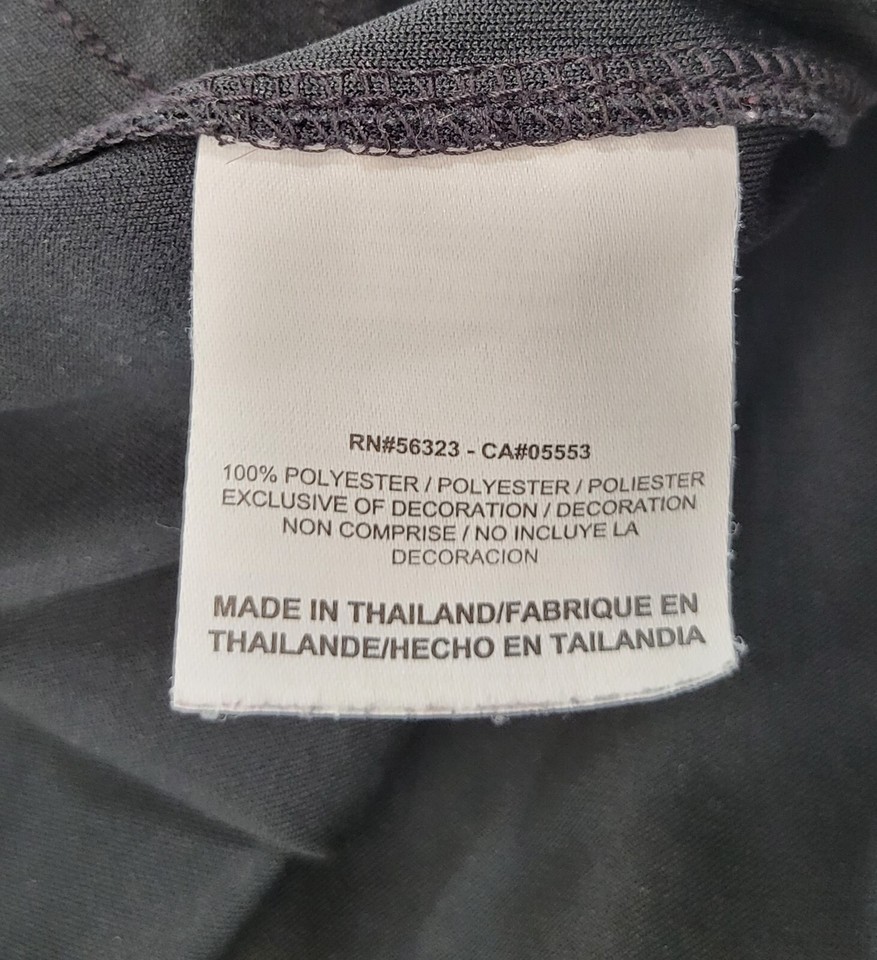 RN#56323 - CA#05553
100% POLYESTER / POLYESTER / POLIESTER
EXCLUSIVE OF DECORATION / DECORATION
NON COMPRISE / NO INCLUYE LA
DECORACION
MADE IN THAILAND/FABRIQUE EN
THAILANDE/HECHO EN TAILANDIA